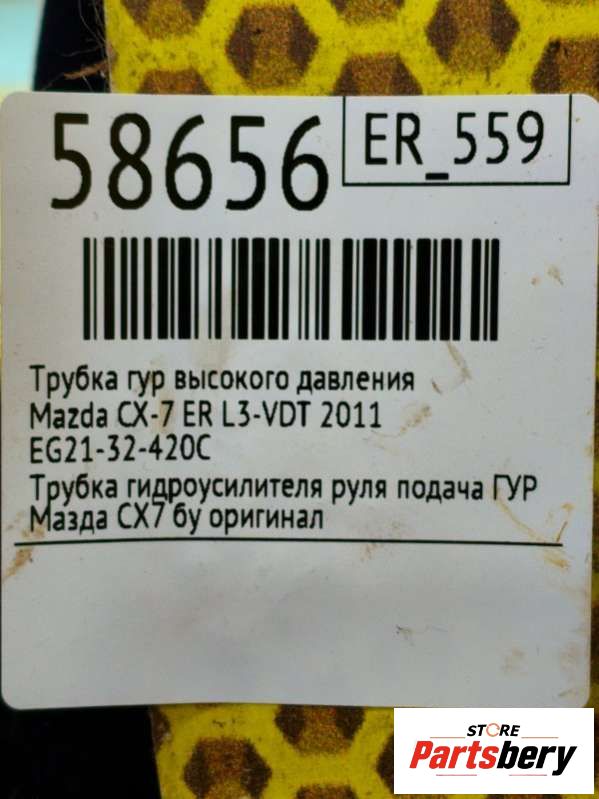 58656
ER_559
Трубка гур высокого давления
Mazda CX-7 ER L3-VDT 2011
EG21-32-420C
Трубка гидроусилителя руля подача ГУР
Мазда CX7 бу оригинал
STORE
Partsbery